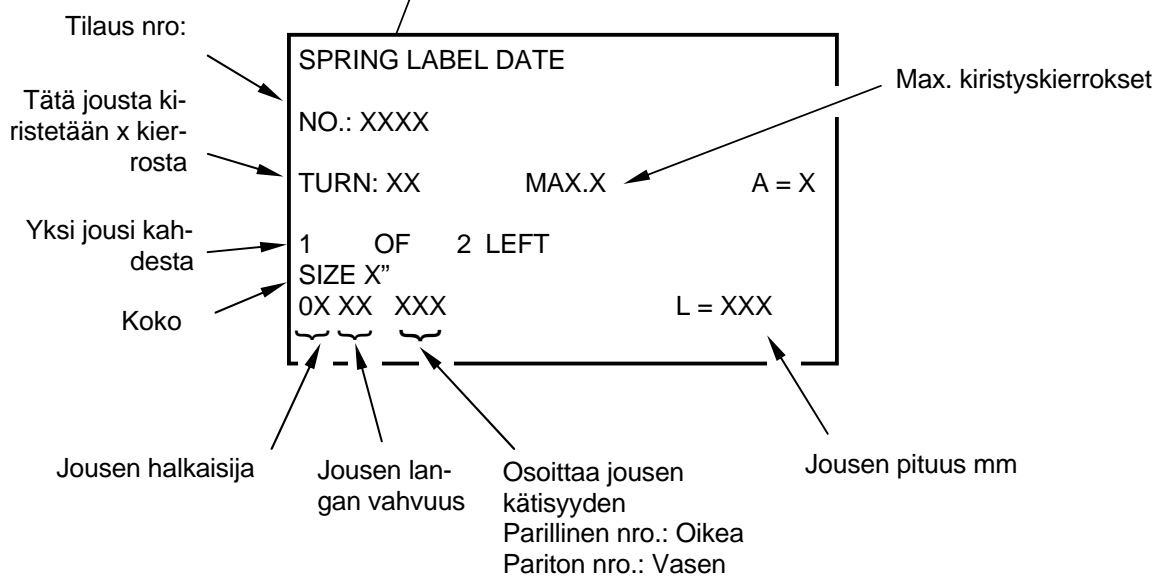 Tilaus nro:
SPRING LABEL DATE
Max. kiristyskierrokset
Tätä jousta ki-
ristetään x kier-
rosta
NO.: XXXX
TURN: XX MAX.X A = X
Yksi jousi kah-
desta
1 OF 2 LEFT
SIZE X”
Koko
0X XX XXX L = XXX
Jousen halkaisija
Jousen lan-
gan vahvuus
Osoittaa jousen
kätisyyden
Parillinen nro.: Oikea
Pariton nro.: Vasen
Jousen pituus mm